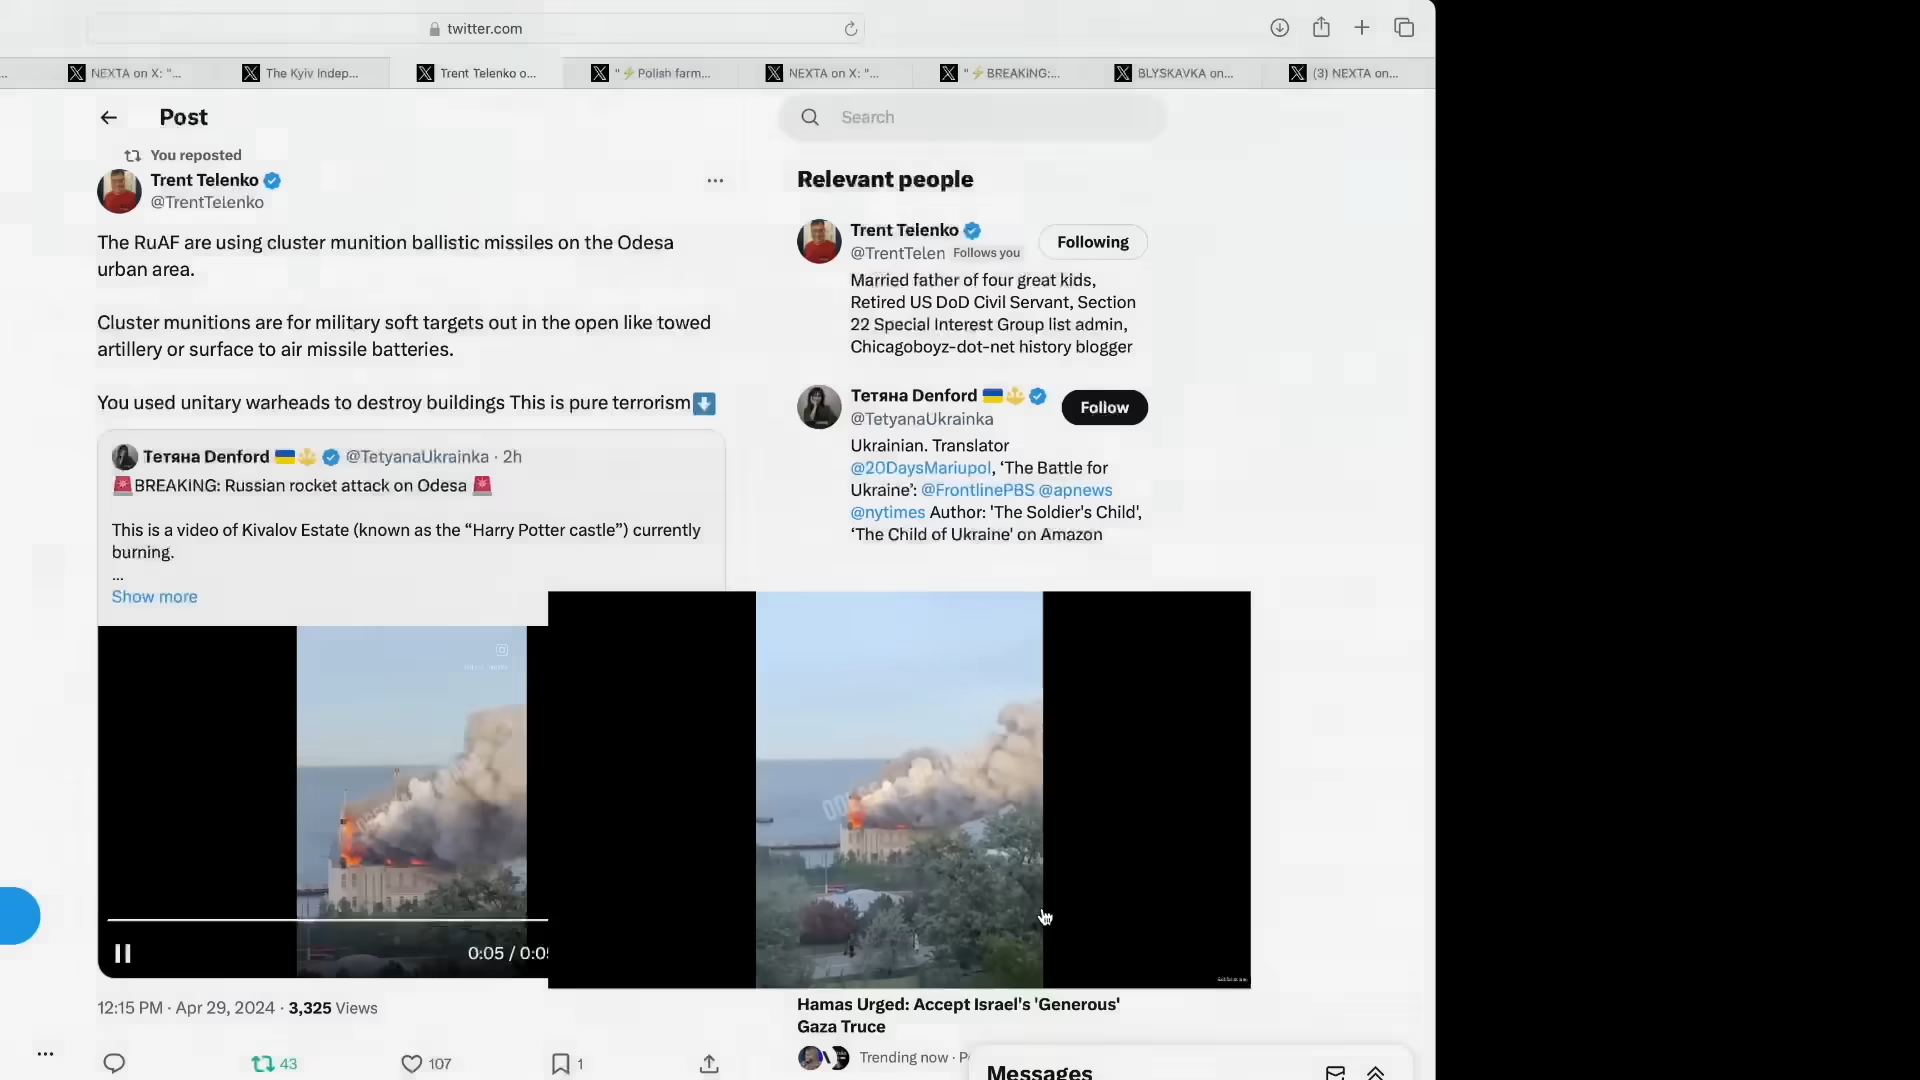 twitter.com
NEXTA on X: "...
The Kyiv Indep...
Trent Telenko o...
"⚡Polish farm...
NEXTA on X: "...
"⚡BREAKING:...
BLYSKAVKA on...
(3) NEXTA on...
Post
Search
You reposted
Trent Telenko
@TrentTelenko
The RuAF are using cluster munition ballistic missiles on the Odesa
urban area.
Cluster munitions are for military soft targets out in the open like towed
artillery or surface to air missile batteries.
You used unitary warheads to destroy buildings This is pure terrorism⬇️
Тетяна Denford 🇺🇦 @TetyanaUkrainka · 2h
🚨BREAKING: Russian rocket attack on Odesa 🚨
This is a video of Kivalov Estate (known as the “Harry Potter castle”) currently
burning.
...
Show more
0:05 / 0:05
12:15 PM · Apr 29, 2024 · 3,325 Views
43
107
1
Relevant people
Trent Telenko
@TrentTelen Follows you
Following
Married father of four great kids,
Retired US DoD Civil Servant, Section
22 Special Interest Group list admin,
Chicagoboyz-dot-net history blogger
Тетяна Denford 🇺🇦
@TetyanaUkrainka
Follow
Ukrainian. Translator
@20DaysMariupol, ‘The Battle for
Ukraine’: @FrontlinePBS @apnews
@nytimes Author: 'The Soldier's Child',
‘The Child of Ukraine' on Amazon
Hamas Urged: Accept Israel's 'Generous'
Gaza Truce
Trending now · P
Messages